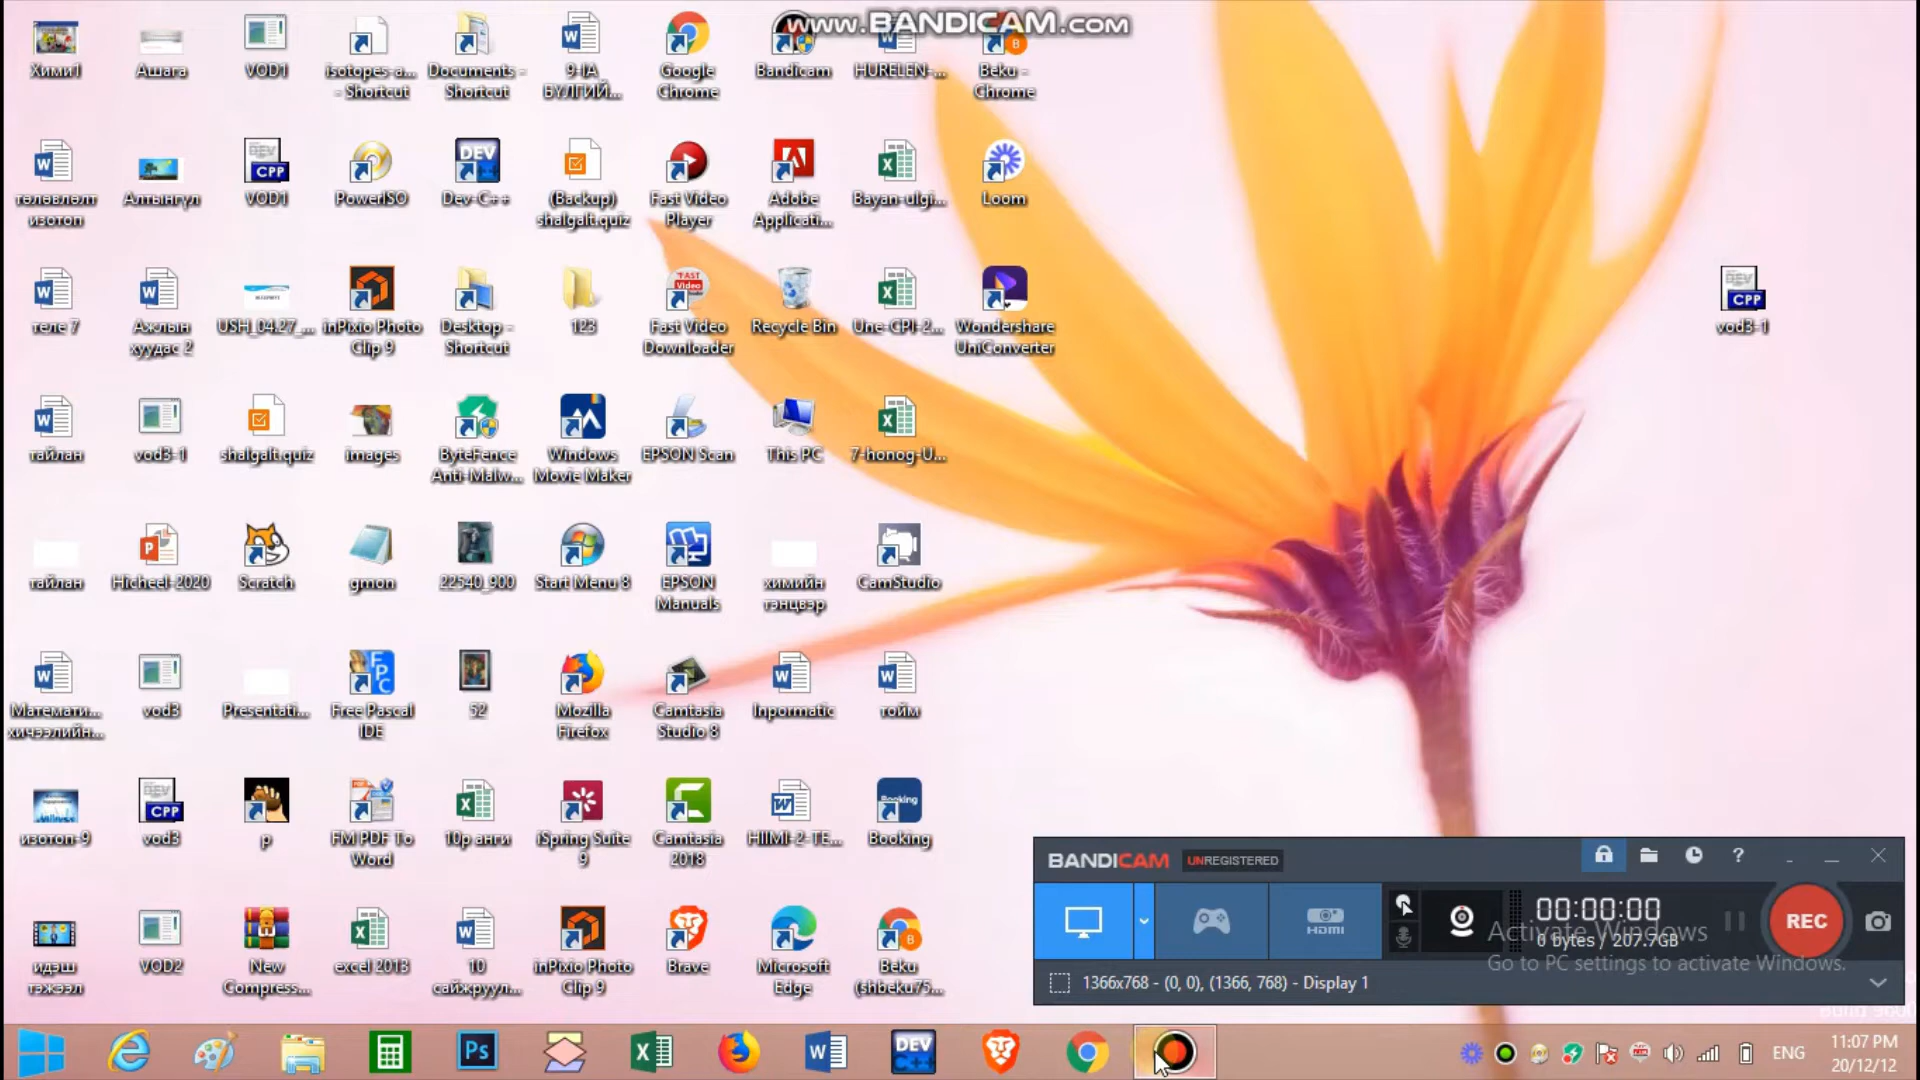 www.BANDICAM.com
Хими1
Ашага
VOD1
isotopes-a...
- Shortcut
Documents -
Shortcut
9-IA
БҮЛГИЙ...
Google
Chrome
Bandicam
HURELEN-...
Beku -
Chrome
төлөвлөлт
изотоп
Алтынгүл
VOD1
PowerISO
Dev-C++
(Backup)
shalgalt.quiz
Fast Video
Player
Adobe
Applicati...
Bayan-ulgi...
Loom
теле 7
Ажлын
хуудас 2
USH_04.27_...
inPixio Photo
Clip 9
Desktop -
Shortcut
123
Fast Video
Downloader
Recycle Bin
Une-CPI-2...
Wondershare
UniConverter
vod3-1
тайлан
vod3-1
shalgalt.quiz
images
ByteFence
Anti-Malw...
Windows
Movie Maker
EPSON Scan
This PC
7-honog-U...
тайлан
Hicheel-2020
Scratch
gmon
22540_900
Start Menu 8
EPSON
Manuals
химийн
тэнцвэр
CamStudio
Математи...
хичээлийн...
vod3
Presentati...
Free Pascal
IDE
52
Mozilla
Firefox
Camtasia
Studio 8
Inpormatic
тойм
изотоп-9
vod3
p
FM PDF To
Word
10р анги
iSpring Suite
9
Camtasia
2018
HIIMI-2-TE...
Booking
идэш
тэжээл
VOD2
New
Compress...
excel 2013
10
сайжруул...
inPixio Photo
Clip 9
Brave
Microsoft
Edge
Beku
(shbeku75...
BANDICAM UNREGISTERED
?
HDMI
00:00:00
0 bytes / 207.7GB
REC
Activate Windows
Go to PC settings to activate Windows.
1366x768 - (0, 0), (1366, 768) - Display 1
Ps
DEV
C++
ENG
11:07 PM
20/12/12